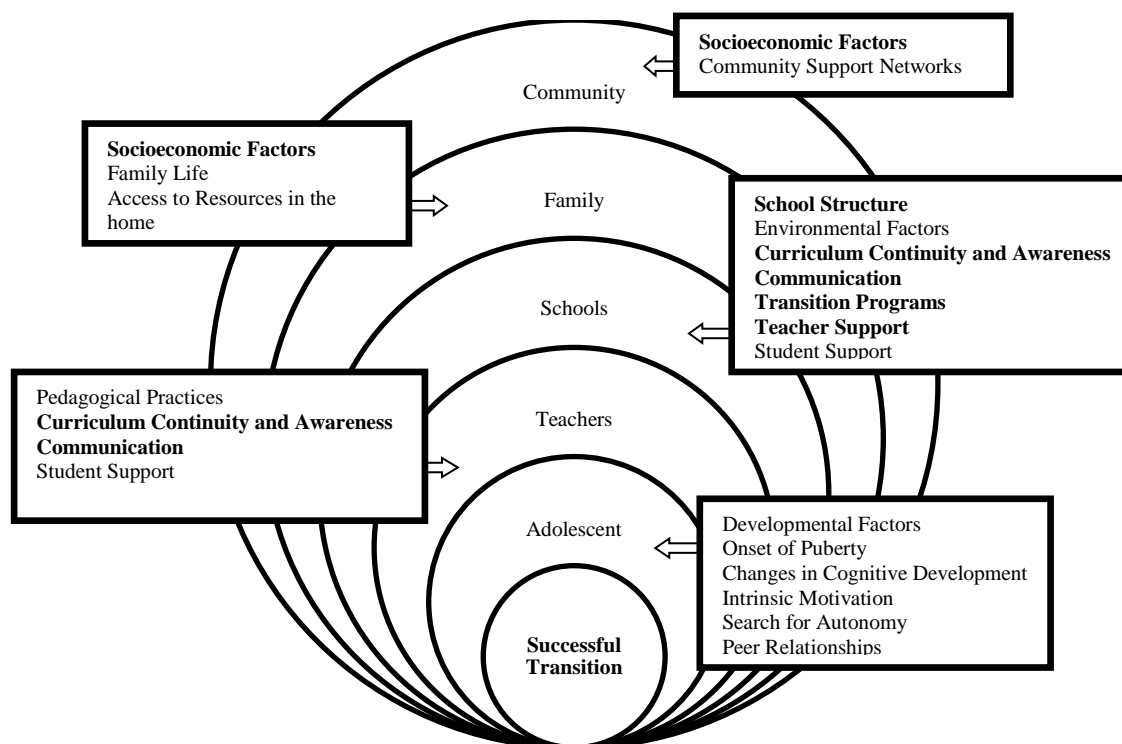 Socioeconomic Factors
Community Support Networks
Community
Socioeconomic Factors
Family Life
Access to Resources in the
home
Family
School Structure
Environmental Factors
Curriculum Continuity and Awareness
Communication
Transition Programs
Teacher Support
Student Support
Schools
Pedagogical Practices
Curriculum Continuity and Awareness
Communication
Student Support
Teachers
Adolescent
Developmental Factors
Onset of Puberty
Changes in Cognitive Development
Intrinsic Motivation
Search for Autonomy
Peer Relationships
Successful
Transition